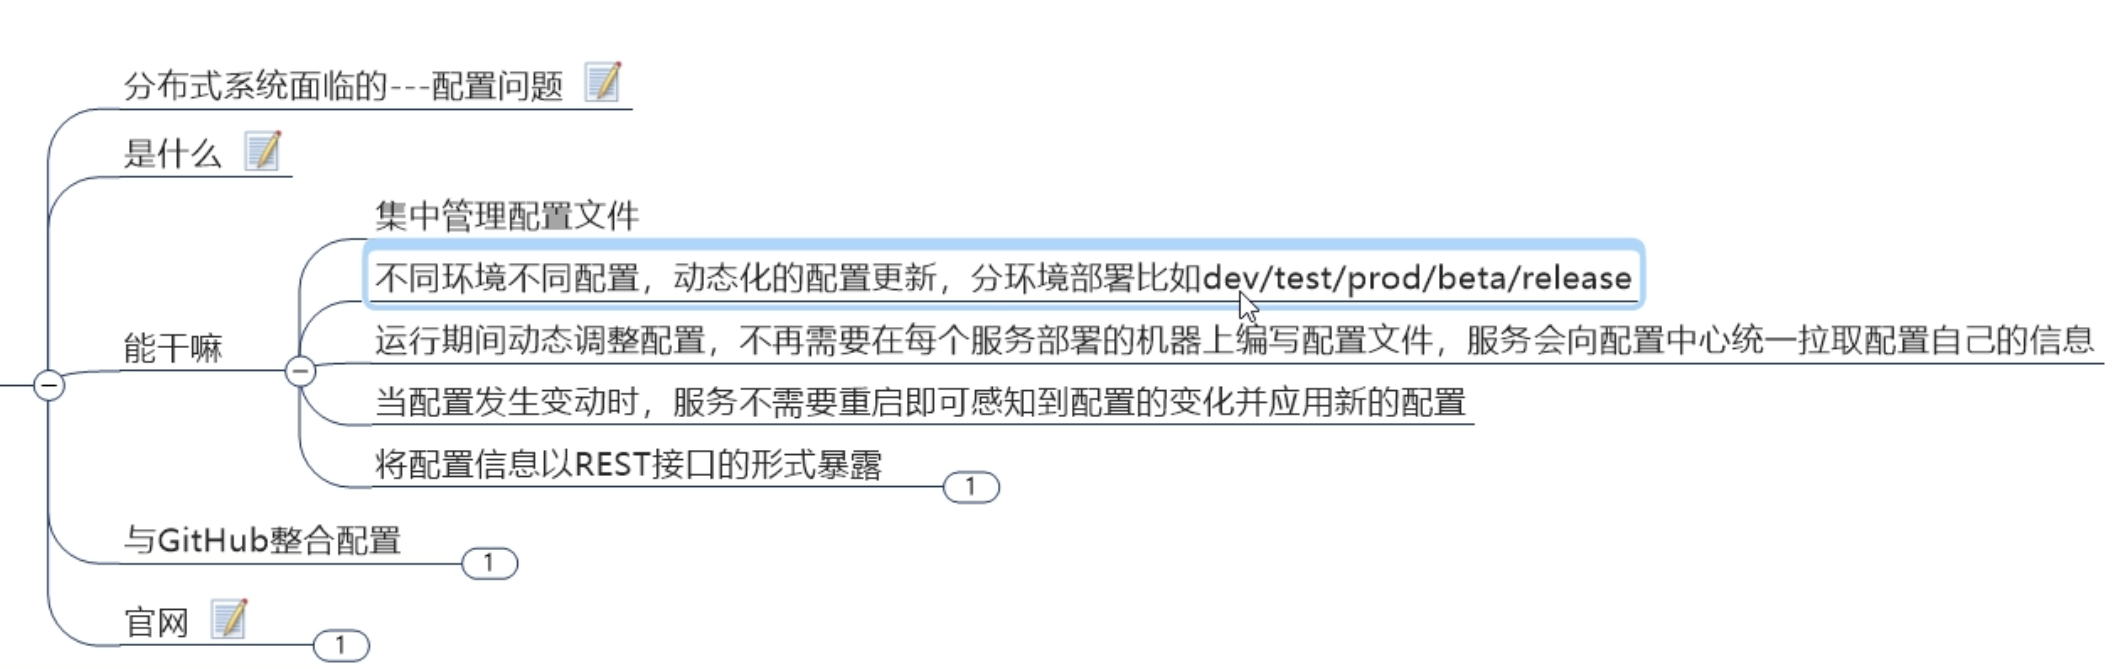 分布式系统面临的---配置问题
是什么
能干嘛
集中管理配置文件
不同环境不同配置，动态化的配置更新，分环境部署比如dev/test/prod/beta/release
运行期间动态调整配置，不再需要在每个服务部署的机器上编写配置文件，服务会向配置中心统一拉取配置自己的信息
当配置发生变动时，服务不需要重启即可感知到配置的变化并应用新的配置
将配置信息以REST接口的形式暴露
1
与GitHub整合配置
1
官网
1